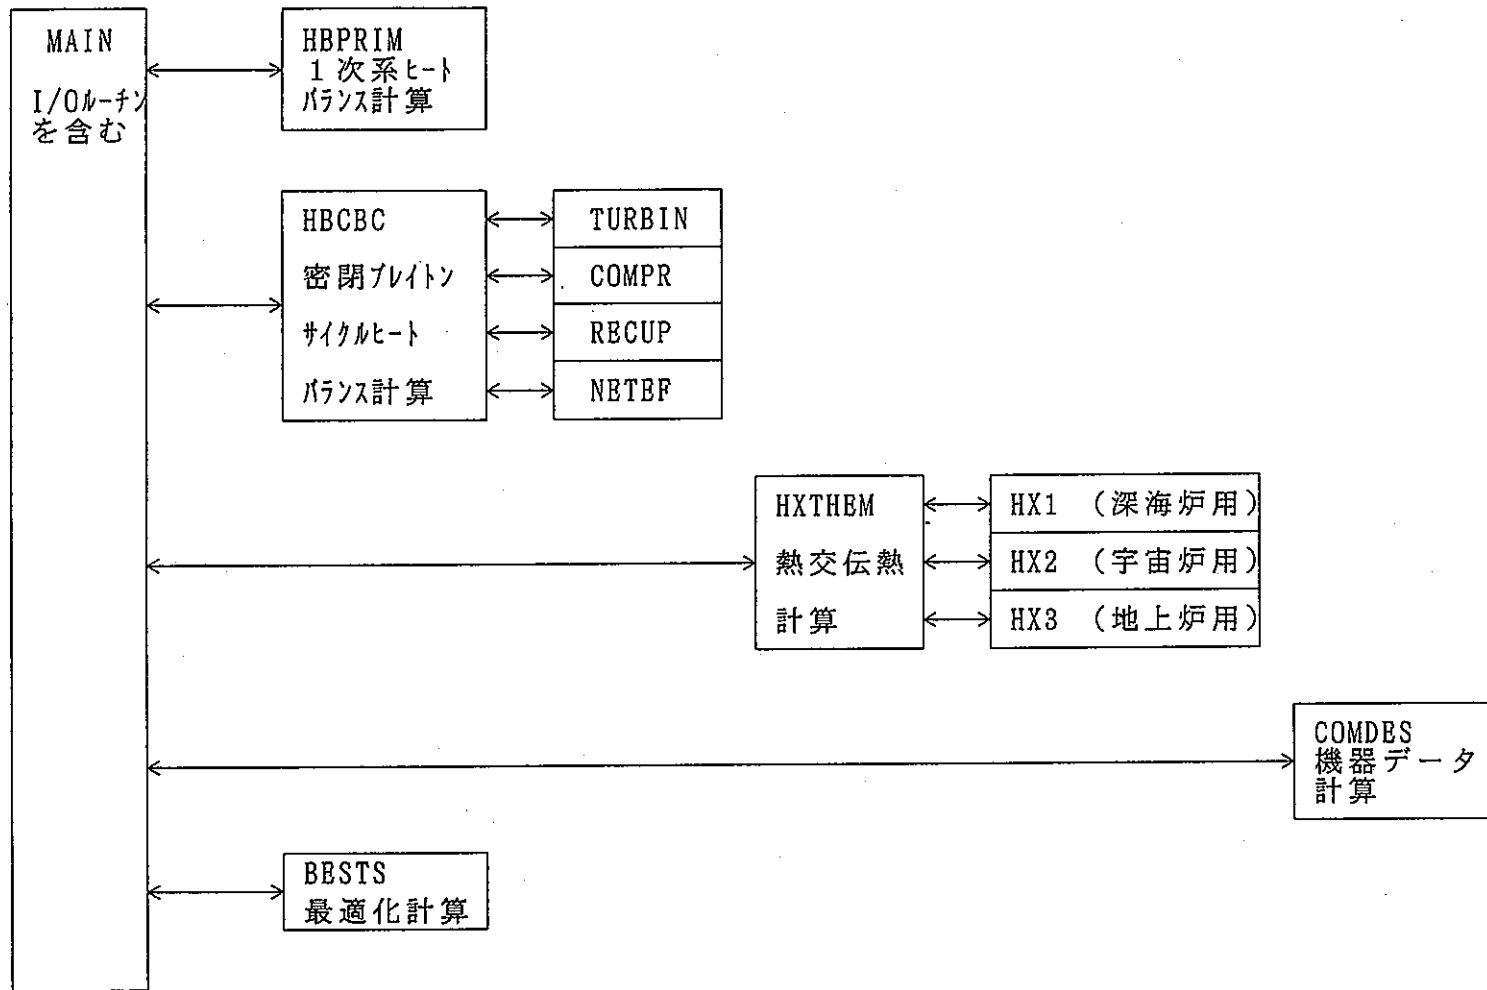 MAIN
I/Oルーチン
を含む
HBPRIM
1次系ヒート
バランス計算
HBCBC
密閉ブレイトン
サイクルヒート
バランス計算
TURBIN
COMPR
RECUP
NETEF
HXTHEM
熱交伝熱
計算
HX1 (深海炉用)
HX2 (宇宙炉用)
HX3 (地上炉用)
COMDES
機器データ
計算
BESTS
最適化計算